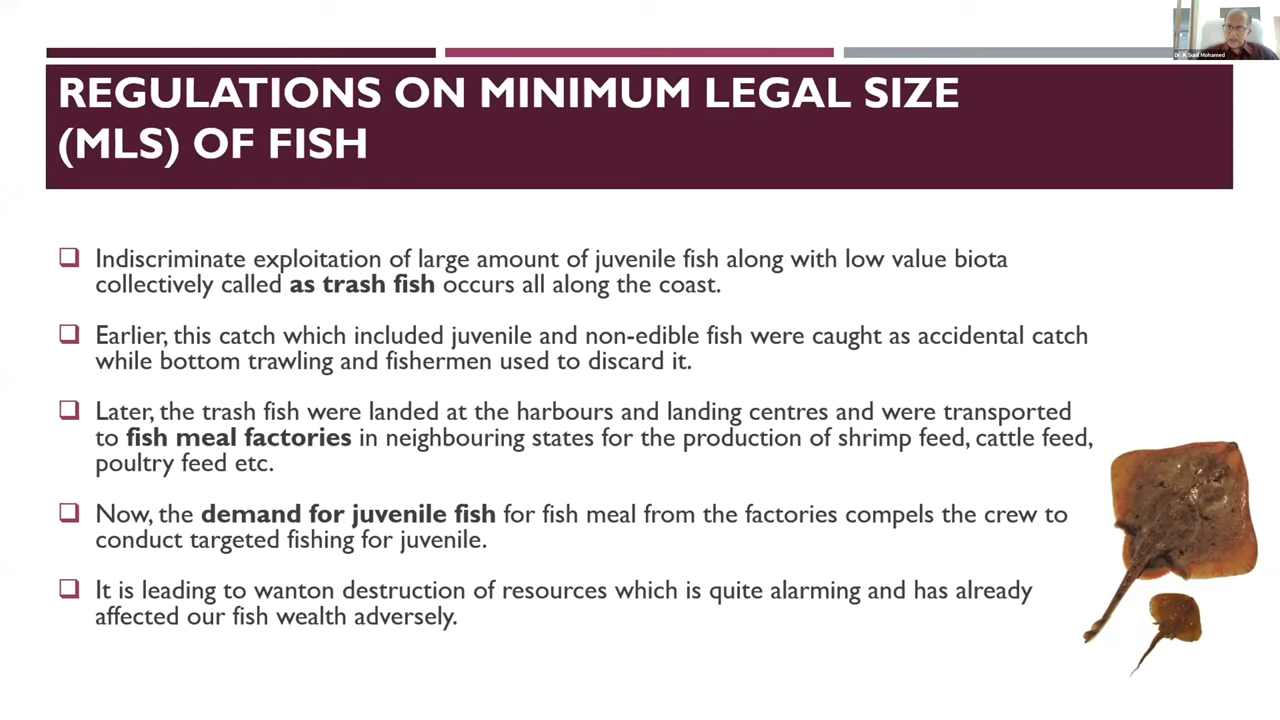 Dr. K Sunil Mohamed
REGULATIONS ON MINIMUM LEGAL SIZE
(MLS) OF FISH
Indiscriminate exploitation of large amount of juvenile fish along with low value biota
collectively called as trash fish occurs all along the coast.
Earlier, this catch which included juvenile and non-edible fish were caught as accidental catch
while bottom trawling and fishermen used to discard it.
Later, the trash fish were landed at the harbours and landing centres and were transported
to fish meal factories in neighbouring states for the production of shrimp feed, cattle feed,
poultry feed etc.
Now, the demand for juvenile fish for fish meal from the factories compels the crew to
conduct targeted fishing for juvenile.
It is leading to wanton destruction of resources which is quite alarming and has already
affected our fish wealth adversely.